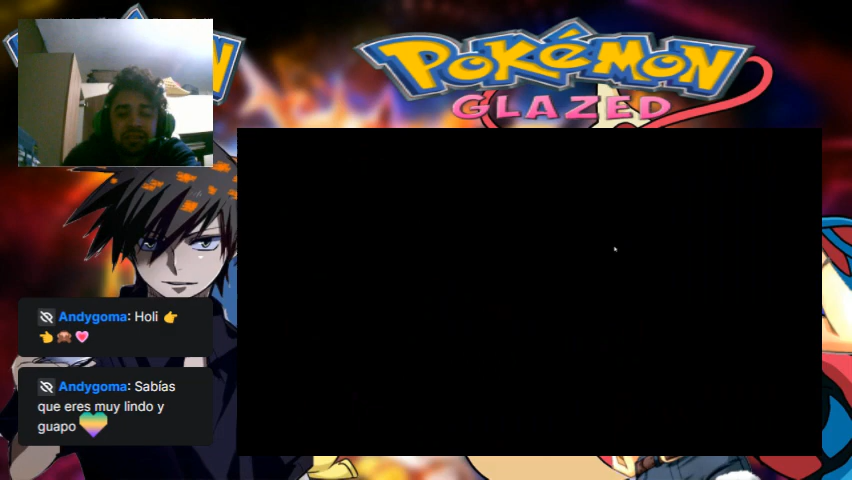 POKéMON
GLAZED
Andygoma: Holi 👉
👈🙈💗
Andygoma: Sabías
que eres muy lindo y
guapo